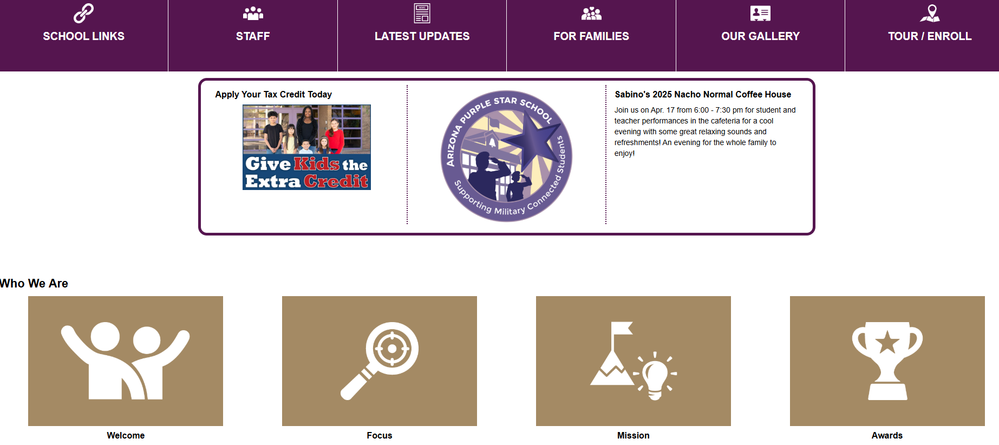 SCHOOL LINKS
STAFF
LATEST UPDATES
FOR FAMILIES
OUR GALLERY
TOUR / ENROLL
NEWS
Apply Your Tax Credit Today
Give Kids the
Extra Credit
ARIZONA PURPLE STAR SCHOOL
Supporting Military Connected Students
Sabino's 2025 Nacho Normal Coffee House
Join us on Apr. 17 from 6:00 - 7:30 pm for student and
teacher performances in the cafeteria for a cool
evening with some great relaxing sounds and
refreshments! An evening for the whole family to
enjoy!
Who We Are
Welcome
Focus
Mission
Awards